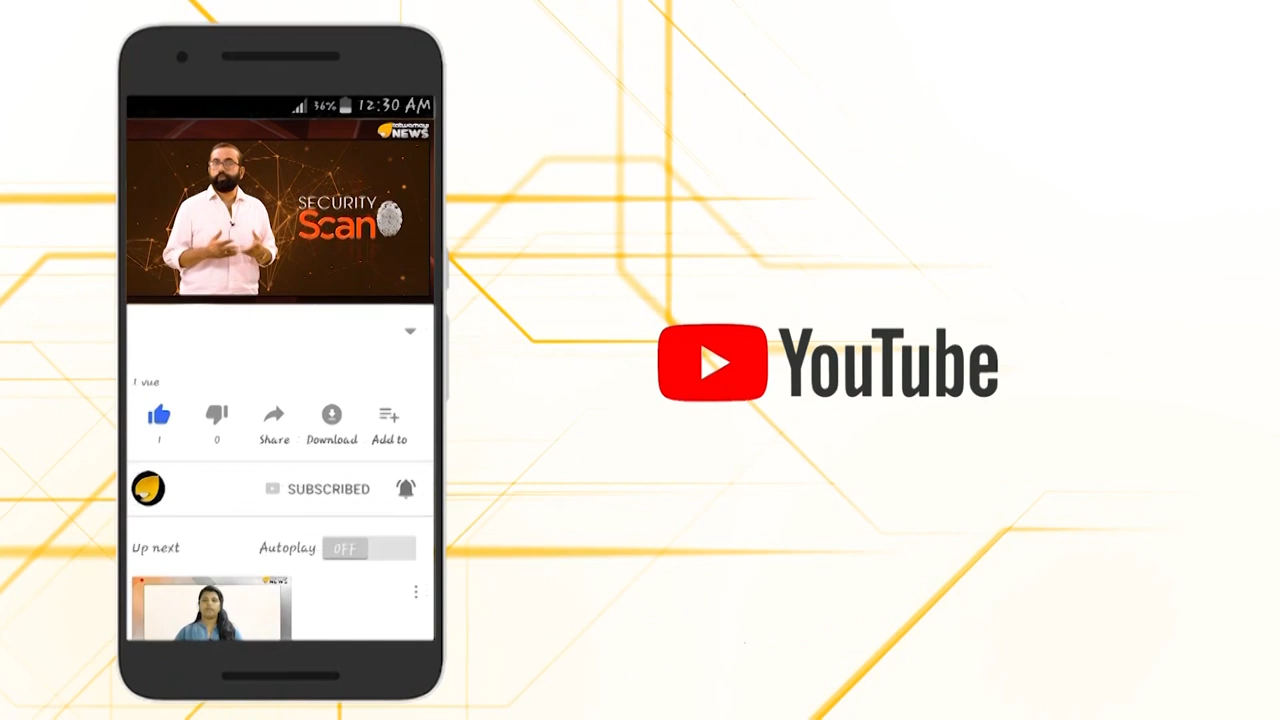 36% 12:30 AM
tatwamayi
NEWS
SECURITY
Scan
1 vue
1 0 Share Download Add to
SUBSCRIBED
Up next Autoplay OFF
NEWS
YouTube